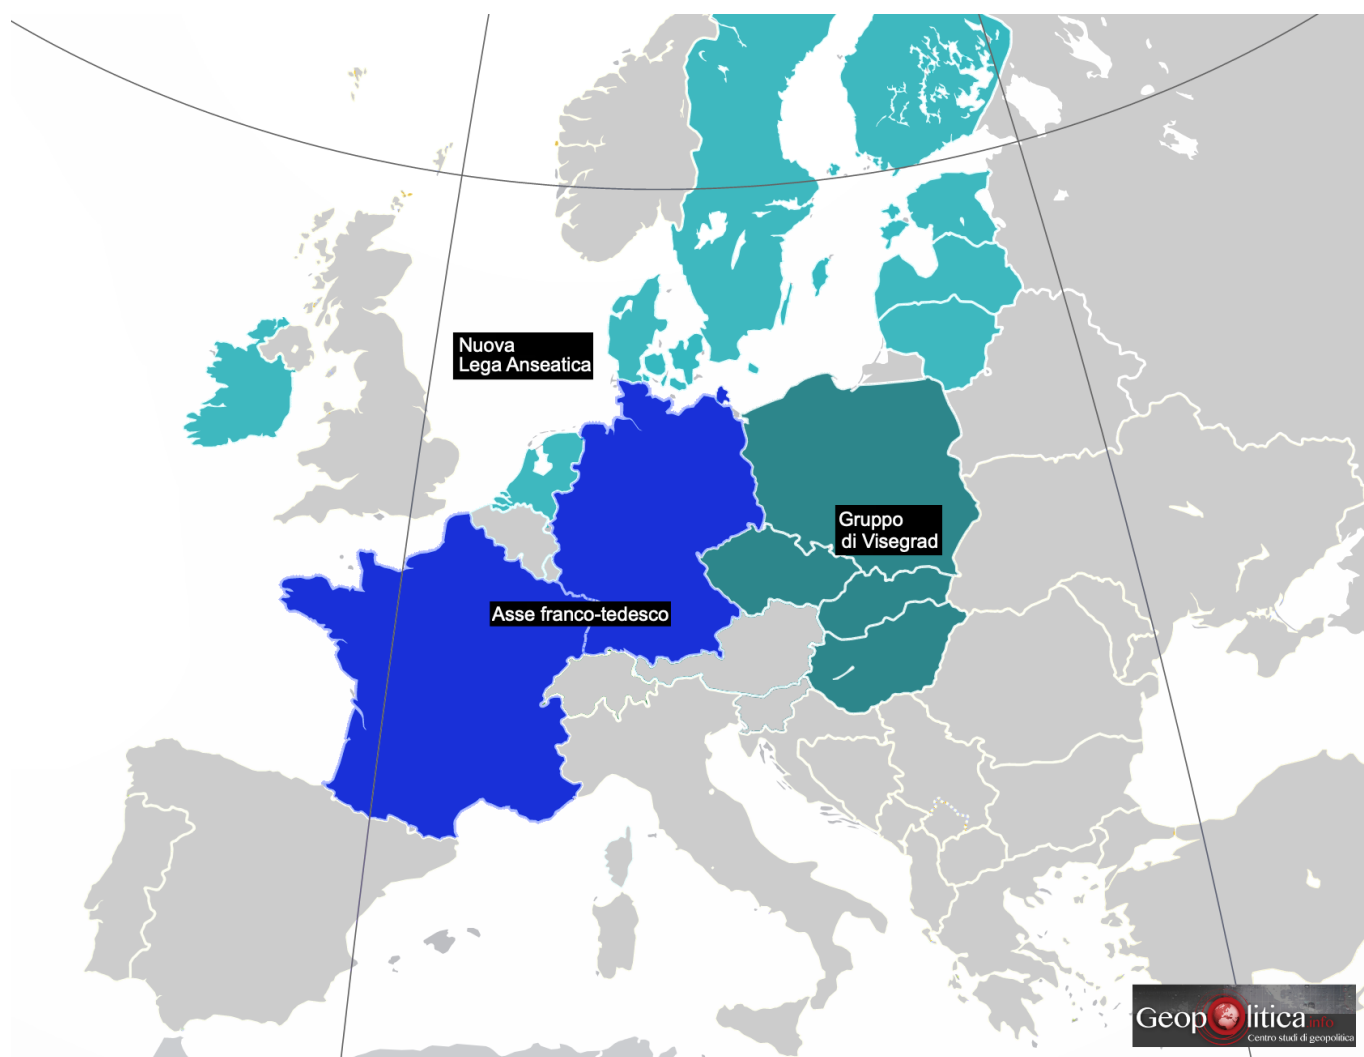 Nuova
Lega Anseatica
Gruppo
di Visegrad
Asse franco-tedesco
Geopolitica.info
Centro studi di geopolitica